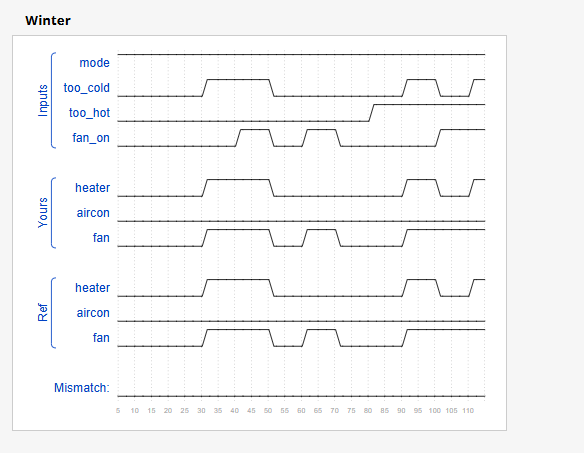 Winter
Inputs
mode
too_cold
too_hot
fan_on
Yours
heater
aircon
fan
Ref
heater
aircon
fan
Mismatch:
5 10 15 20 25 30 35 40 45 50 55 60 65 70 75 80 85 90 95 100 105 110